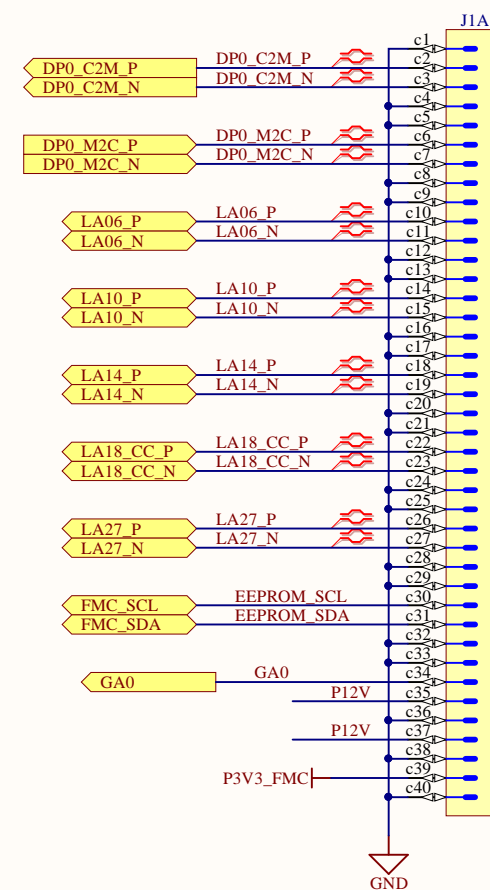 J1A
c1
DP0_C2M_P DP0_C2M_P c2
DP0_C2M_N DP0_C2M_N c3
c4
c5
DP0_M2C_P DP0_M2C_P c6
DP0_M2C_N DP0_M2C_N c7
c8
c9
LA06_P LA06_P c10
LA06_N LA06_N c11
c12
c13
LA10_P LA10_P c14
LA10_N LA10_N c15
c16
c17
LA14_P LA14_P c18
LA14_N LA14_N c19
c20
c21
LA18_CC_P LA18_CC_P c22
LA18_CC_N LA18_CC_N c23
c24
c25
LA27_P LA27_P c26
LA27_N LA27_N c27
c28
c29
FMC_SCL EEPROM_SCL c30
FMC_SDA EEPROM_SDA c31
c32
c33
GA0 GA0 c34
P12V c35
c36
P12V c37
c38
P3V3_FMC c39
c40
GND